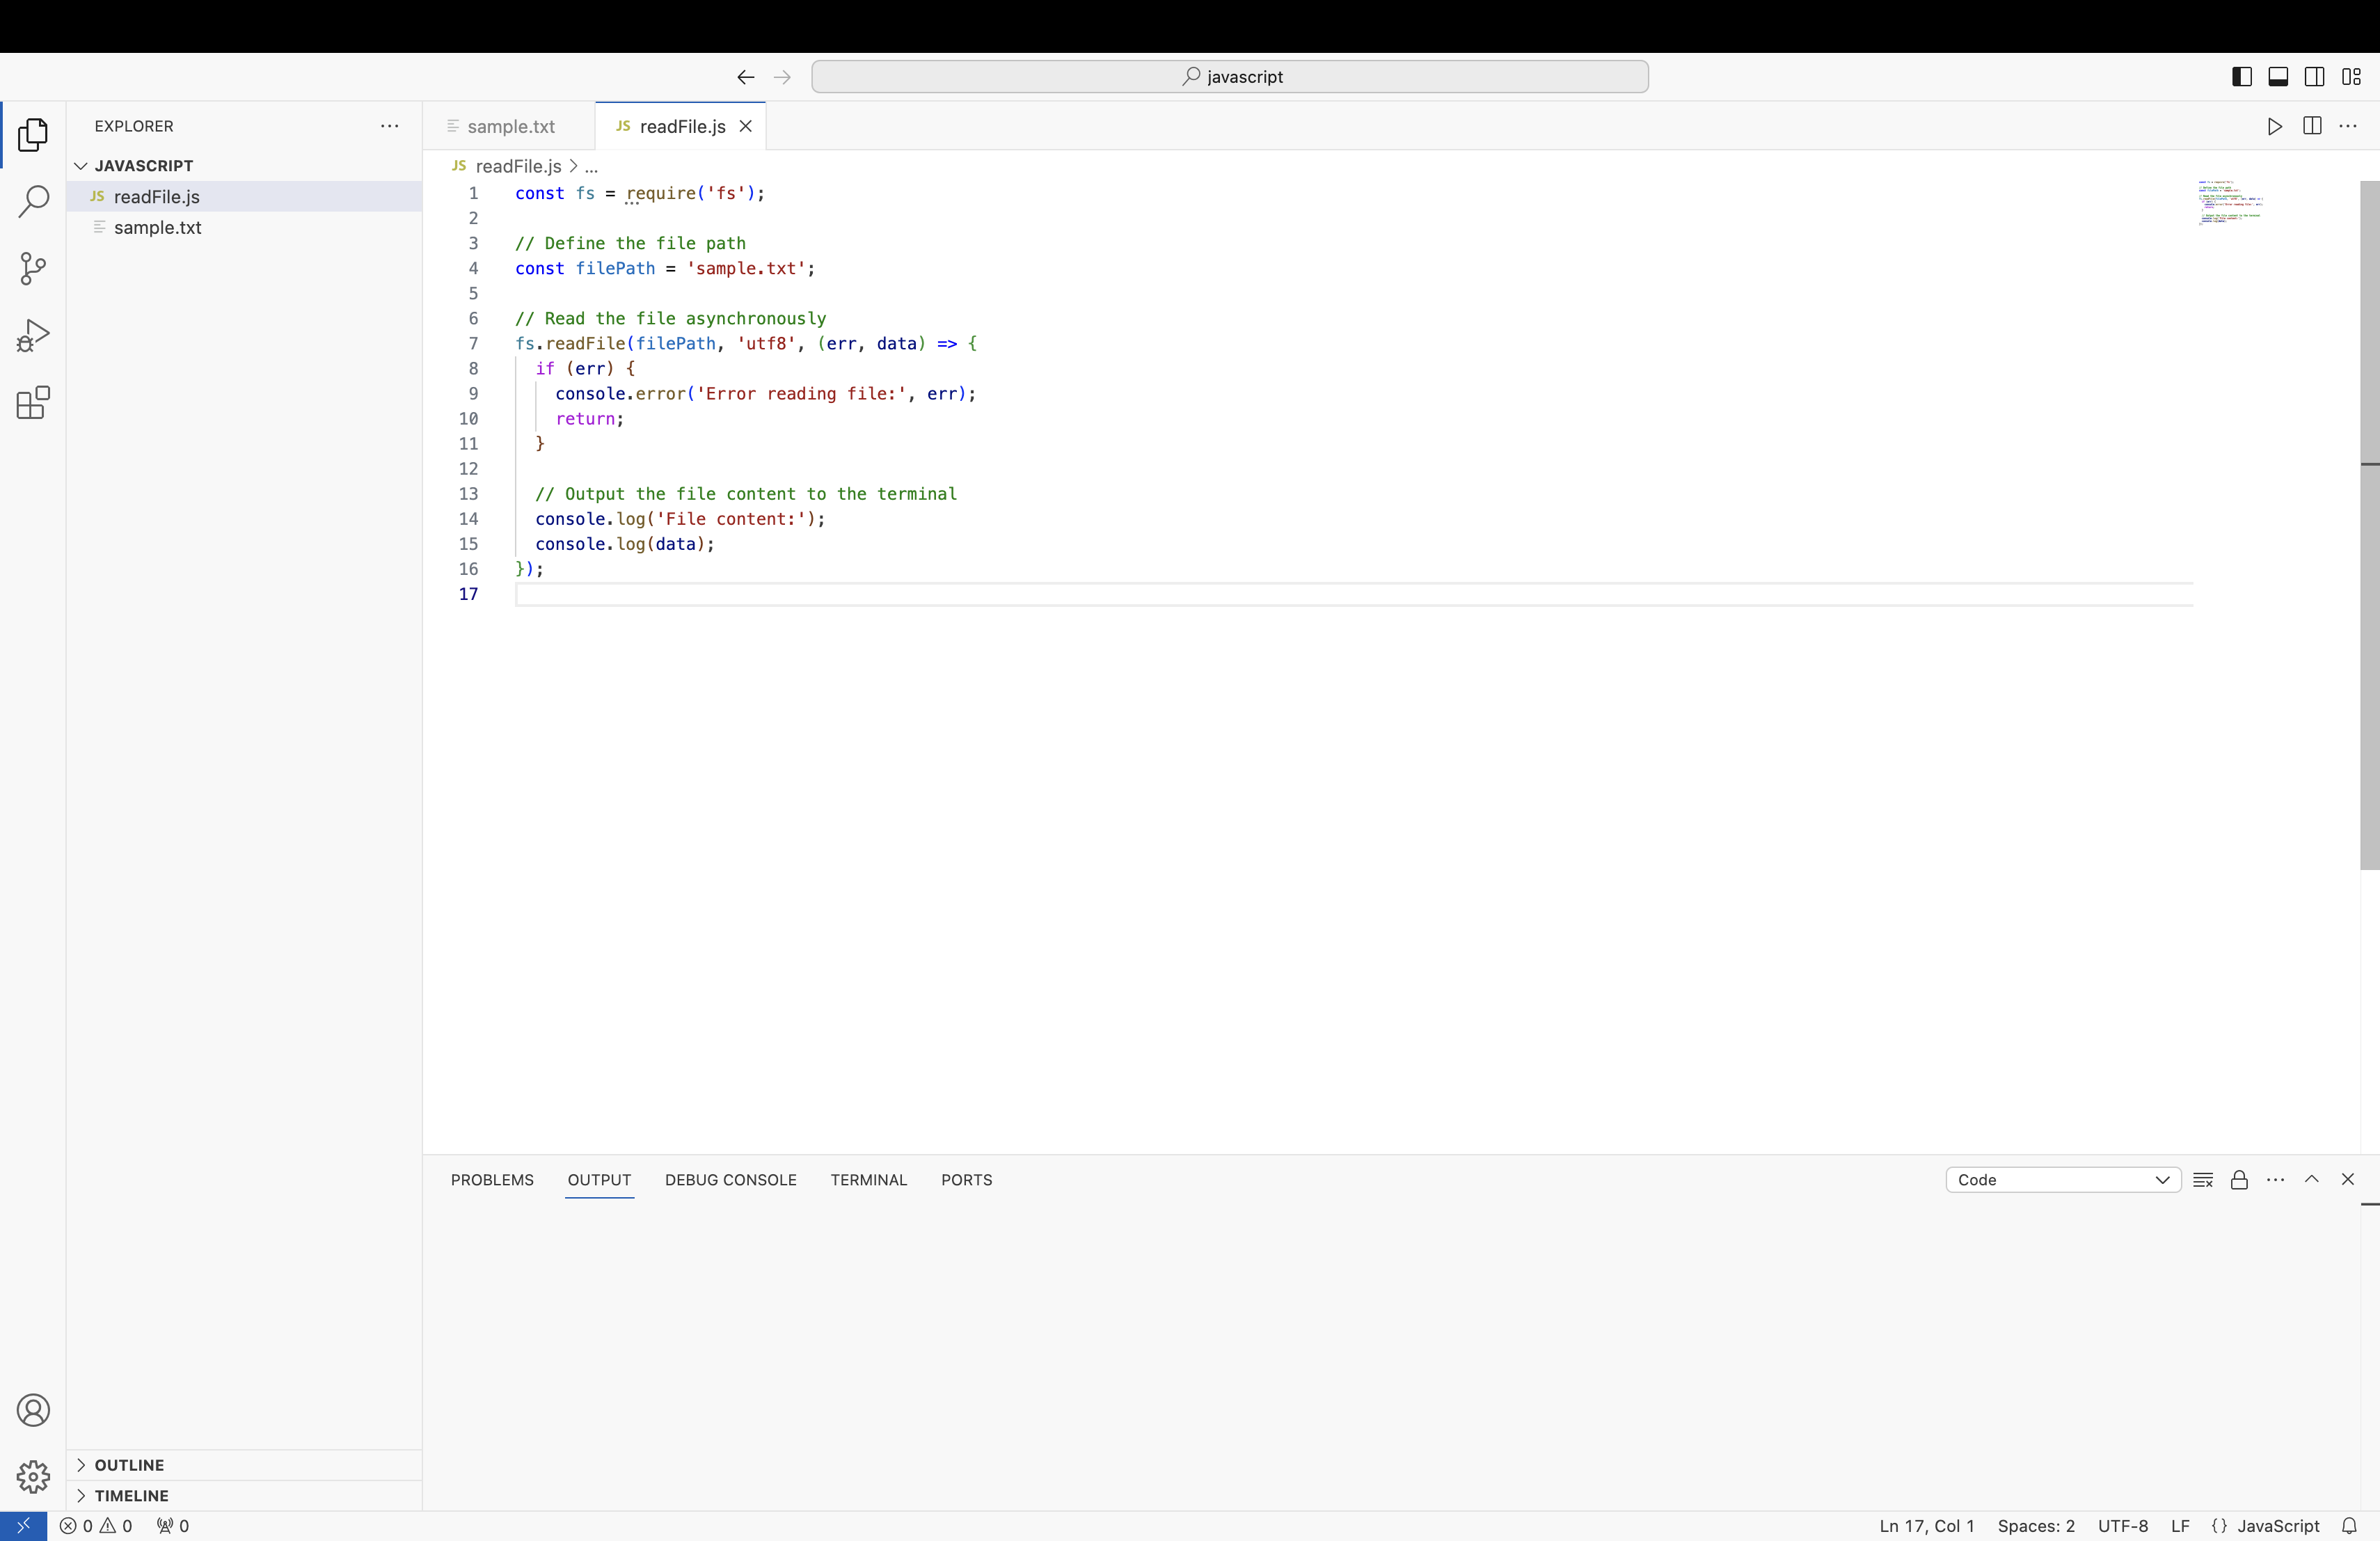 javascript
EXPLORER
JAVASCRIPT
JS readFile.js
sample.txt
sample.txt
JS readFile.js
JS readFile.js > ...
1 const fs = require('fs');
2
3 // Define the file path
4 const filePath = 'sample.txt';
5
6 // Read the file asynchronously
7 fs.readFile(filePath, 'utf8', (err, data) => {
8 if (err) {
9 console.error('Error reading file:', err);
10 return;
11 }
12
13 // Output the file content to the terminal
14 console.log('File content:');
15 console.log(data);
16 });
17
PROBLEMS OUTPUT DEBUG CONSOLE TERMINAL PORTS Code
OUTLINE
TIMELINE
0 0 0 Ln 17, Col 1 Spaces: 2 UTF-8 LF {} JavaScript